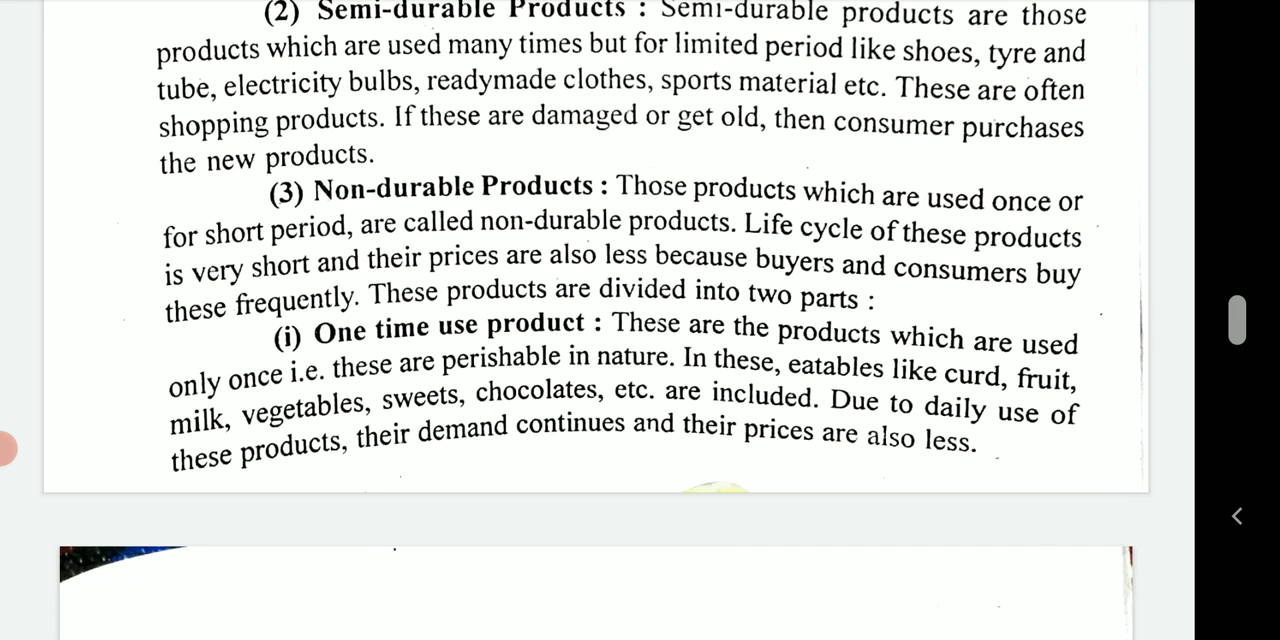 (2) Semi-durable Products : Semi-durable products are those
products which are used many times but for limited period like shoes, tyre and
tube, electricity bulbs, readymade clothes, sports material etc. These are often
shopping products. If these are damaged or get old, then consumer purchases
the new products.
(3) Non-durable Products : Those products which are used once or
for short period, are called non-durable products. Life cycle of these products
is very short and their prices are also less because buyers and consumers buy
these frequently. These products are divided into two parts :
(i) One time use product : These are the products which are used
only once i.e. these are perishable in nature. In these, eatables like curd, fruit,
milk, vegetables, sweets, chocolates, etc. are included. Due to daily use of
these products, their demand continues and their prices are also less.